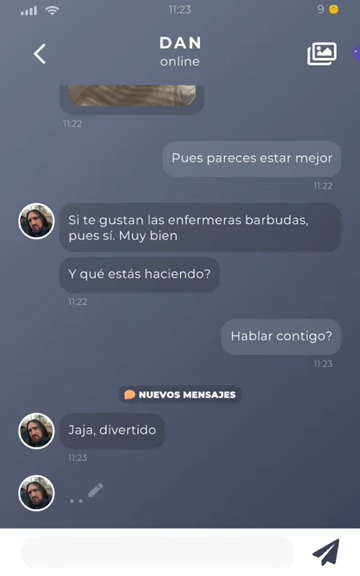 11:23
9
DAN
online
11:22
Pues pareces estar mejor
11:22
Si te gustan las enfermeras barbudas,
pues sí. Muy bien
Y qué estás haciendo?
11:22
Hablar contigo?
11:23
NUEVOS MENSAJES
Jaja, divertido
11:23